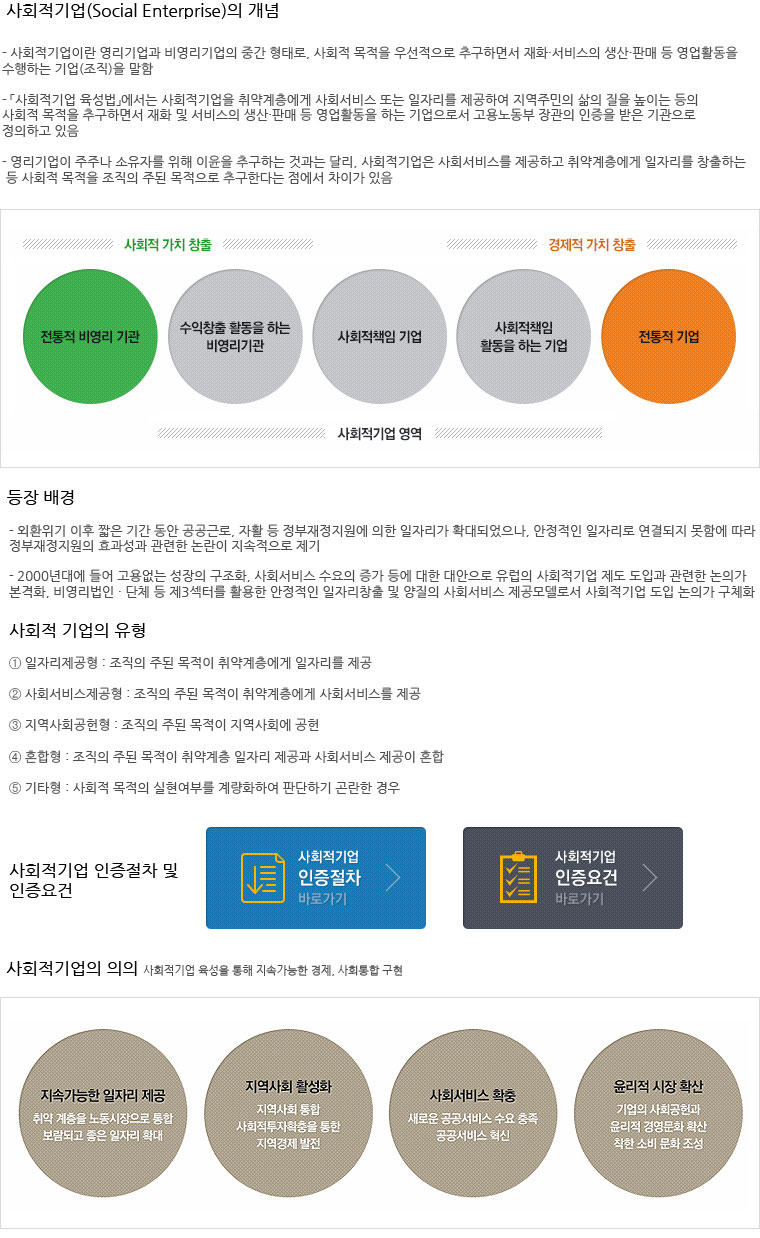 사회적기업(Social Enterprise)의 개념
- 사회적기업이란 영리기업과 비영리기업의 중간 형태로, 사회적 목적을 우선적으로 추구하면서 재화·서비스의 생산·판매 등 영업활동을
수행하는 기업(조직)을 말함
- 「사회적기업 육성법」에서는 사회적기업을 취약계층에게 사회서비스 또는 일자리를 제공하여 지역주민의 삶의 질을 높이는 등의
사회적 목적을 추구하면서 재화 및 서비스의 생산·판매 등 영업활동을 하는 기업으로서 고용노동부 장관의 인증을 받은 기관으로
정의하고 있음
- 영리기업이 주주나 소유자를 위해 이윤을 추구하는 것과는 달리, 사회적기업은 사회서비스를 제공하고 취약계층에게 일자리를 창출하는
등 사회적 목적을 조직의 주된 목적으로 추구한다는 점에서 차이가 있음
사회적 가치 창출
경제적 가치 창출
전통적 비영리 기관
수익창출 활동을 하는
비영리기관
사회적책임 기업
사회적책임
활동을 하는 기업
전통적 기업
사회적기업 영역
등장 배경
- 외환위기 이후 짧은 기간 동안 공공근로, 자활 등 정부재정지원에 의한 일자리가 확대되었으나, 안정적인 일자리로 연결되지 못함에 따라
정부재정지원의 효과성과 관련한 논란이 지속적으로 제기
- 2000년대에 들어 고용없는 성장의 구조화, 사회서비스 수요의 증가 등에 대한 대안으로 유럽의 사회적기업 제도 도입과 관련한 논의가
본격화, 비영리법인 · 단체 등 제3섹터를 활용한 안정적인 일자리창출 및 양질의 사회서비스 제공모델로서 사회적기업 도입 논의가 구체화
사회적 기업의 유형
① 일자리제공형 : 조직의 주된 목적이 취약계층에게 일자리를 제공
② 사회서비스제공형 : 조직의 주된 목적이 취약계층에게 사회서비스를 제공
③ 지역사회공헌형 : 조직의 주된 목적이 지역사회에 공헌
④ 혼합형 : 조직의 주된 목적이 취약계층 일자리 제공과 사회서비스 제공이 혼합
⑤ 기타형 : 사회적 목적의 실현여부를 계량화하여 판단하기 곤란한 경우
사회적기업 인증절차 및
인증요건
사회적기업
인증절차
바로가기
사회적기업
인증요건
바로가기
사회적기업의 의의 사회적기업 육성을 통해 지속가능한 경제, 사회통합 구현
지속가능한 일자리 제공
취약 계층을 노동시장으로 통합
보람되고 좋은 일자리 확대
지역사회 활성화
지역사회 통합
사회적투자확충을 통한
지역경제 발전
사회서비스 확충
새로운 공공서비스 수요 충족
공공서비스 혁신
윤리적 시장 확산
기업의 사회공헌과
윤리적 경영문화 확산
착한 소비 문화 조성